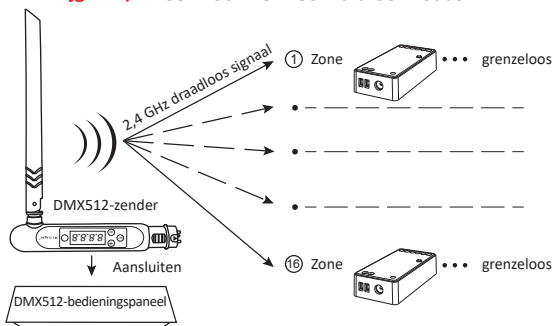 2,4 GHz draadloos signaal
1 Zone ••• grenzeloos
DMX512-zender
Aansluiten
16 Zone ••• grenzeloos
DMX512-bedieningspaneel